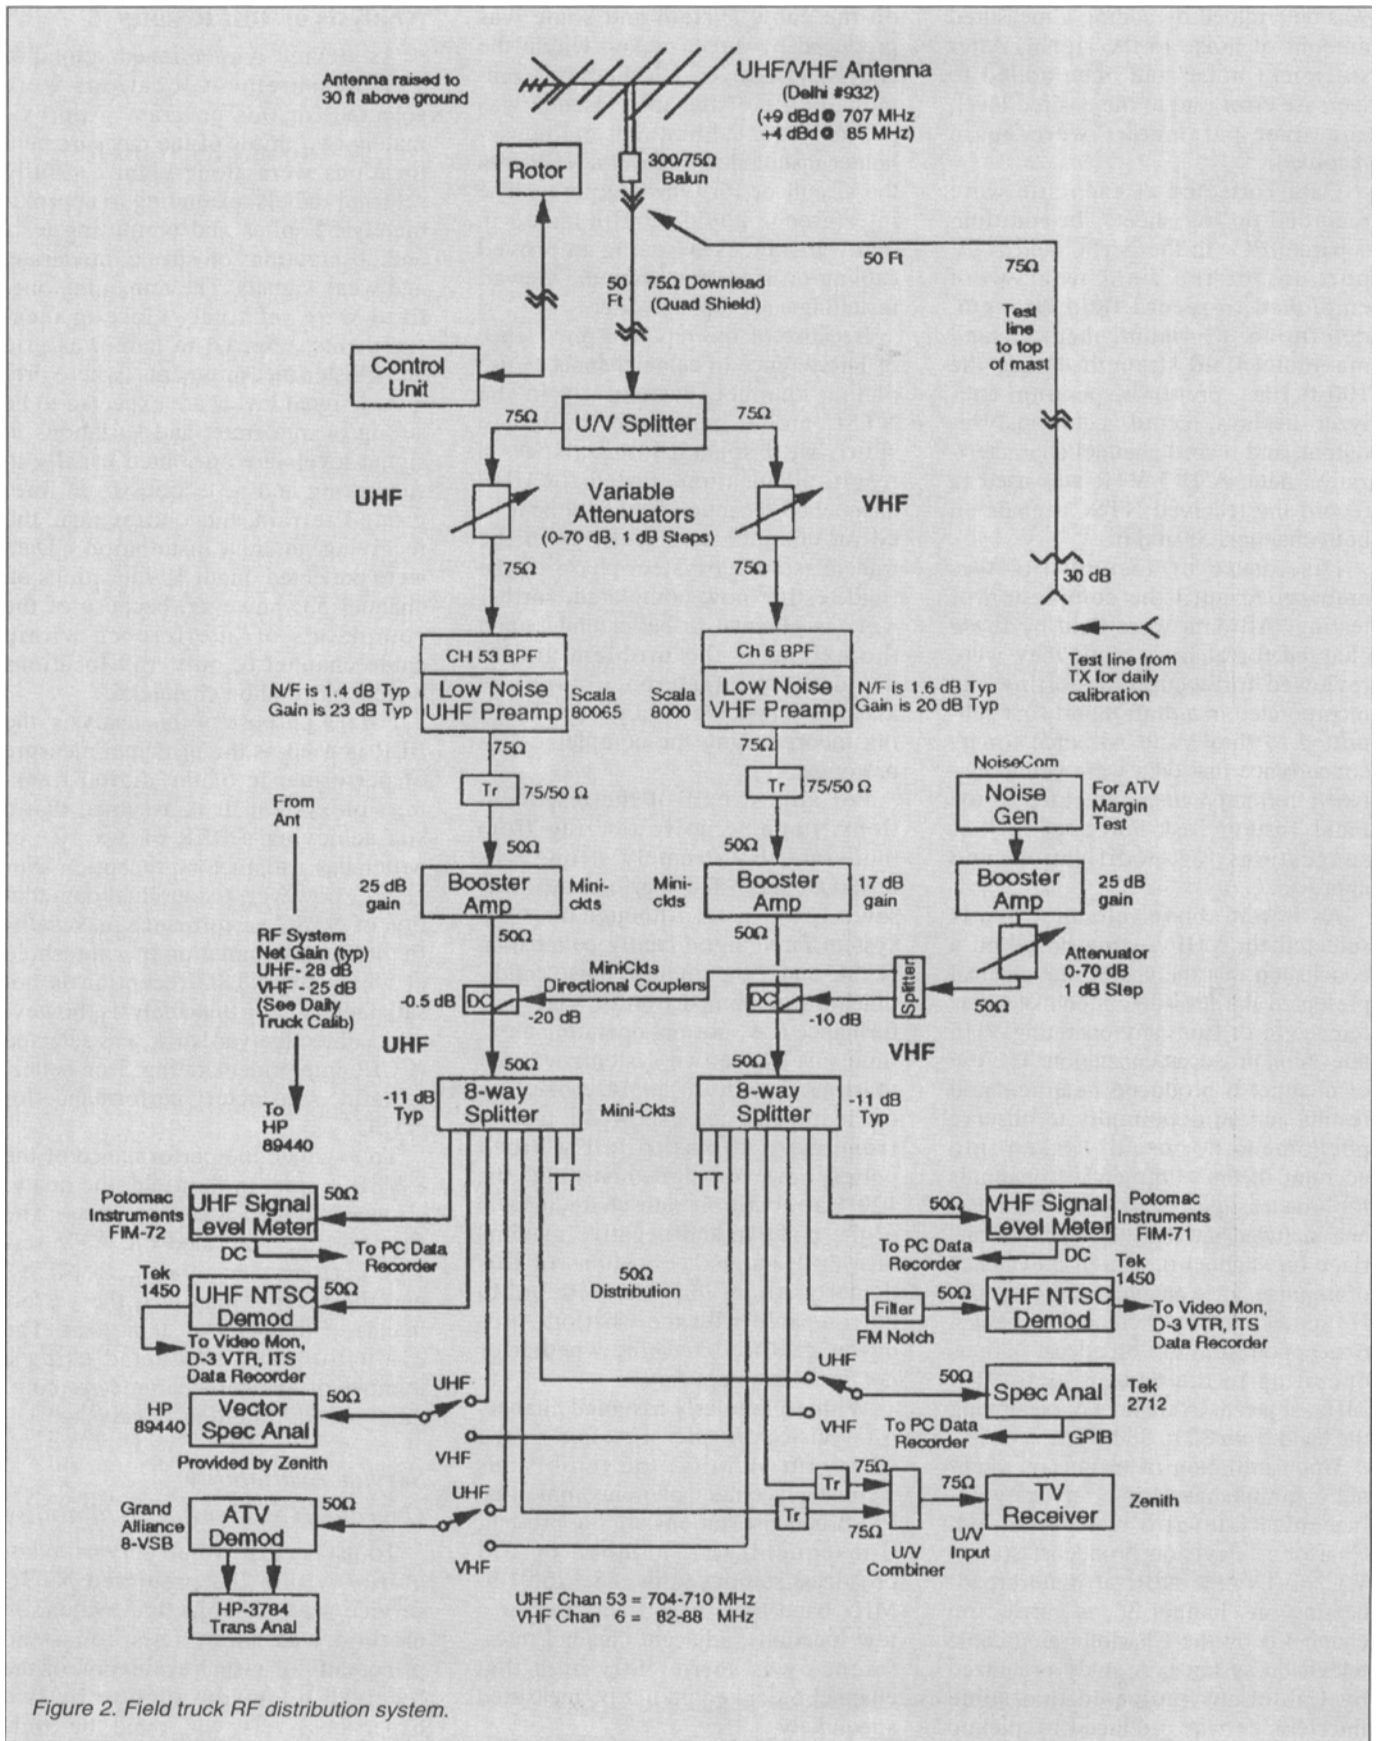 Antenna raised to
30 ft above ground
UHF/VHF Antenna
(Delhi #932)
(+9 dBd @ 707 MHz
+4 dBd @ 85 MHz)
300/75Ω
Balun
Rotor
50 Ft
75Ω
50
Ft
75Ω Downlead
(Quad Shield)
Test
line
to top
of mast
Control
Unit
75Ω
U/V Splitter
75Ω
UHF
Variable
Attenuators
(0-70 dB, 1 dB Steps)
VHF
75Ω
75Ω
30 dB
Test line from
TX for daily
calibration
CH 53 BPF
Low Noise
UHF Preamp
N/F is 1.4 dB Typ
Gain is 23 dB Typ
Scala
80065
Scala
8000
Ch 6 BPF
Low Noise
VHF Preamp
N/F is 1.6 dB Typ
Gain is 20 dB Typ
75Ω
75Ω
Tr
75/50 Ω
Tr
75/50 Ω
NoiseCom
Noise
Gen
For ATV
Margin
Test
From
Ant
50Ω
50Ω
25 dB
gain
Booster
Amp
Mini-
ckts
Mini-
ckts
Booster
Amp
17 dB
gain
Booster
Amp
25 dB
gain
50Ω
50Ω
RF System
Net Gain (typ)
UHF - 28 dB
VHF - 25 dB
(See Daily
Truck Calib)
Attenuator
0-70 dB
1 dB Step
50Ω
MiniCkts
Directional Couplers
Splitter
-0.5 dB
DC
-20 dB
DC
-10 dB
UHF
VHF
50Ω
50Ω
-11 dB
Typ
8-way
Splitter
Mini-Ckts
8-way
Splitter
-11 dB
Typ
To
HP
89440
Potomac
Instruments
FIM-72
UHF Signal
Level Meter
50Ω
DC
To PC Data
Recorder
50Ω
VHF Signal
Level Meter
Potomac
Instruments
FIM-71
To PC Data
Recorder
DC
Tek
1450
UHF NTSC
Demod
50Ω
50Ω
Distribution
Filter
FM Notch
50Ω
VHF NTSC
Demod
Tek
1450
To Video Mon,
D-3 VTR, ITS
Data Recorder
To Video Mon,
D-3 VTR, ITS
Data Recorder
HP
89440
Vector
Spec Anal
50Ω
UHF
VHF
Provided by Zenith
UHF
VHF
50Ω
Spec Anal
Tek
2712
To PC Data
Recorder
GPIB
Grand
Alliance
8-VSB
ATV
Demod
50Ω
UHF
VHF
Tr
75Ω
Tr
75Ω
U/V
Combiner
75Ω
U/V
Input
TV
Receiver
Zenith
HP-3784
Trans Anal
UHF Chan 53 = 704-710 MHz
VHF Chan 6 = 82-88 MHz
Figure 2. Field truck RF distribution system.